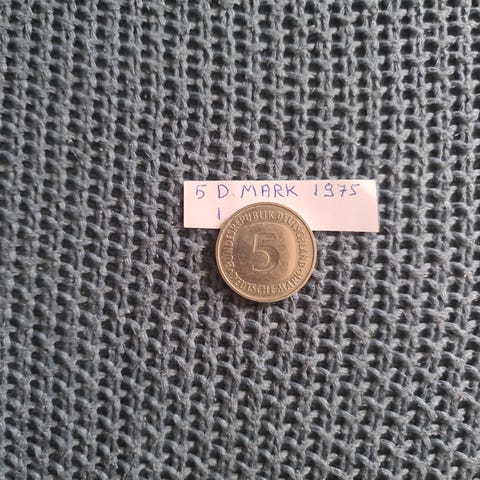 5 D. MARK 1975
1
BUNDESREPUBLIK DEUTSCHLAND
5
DEUTSCHE MARK